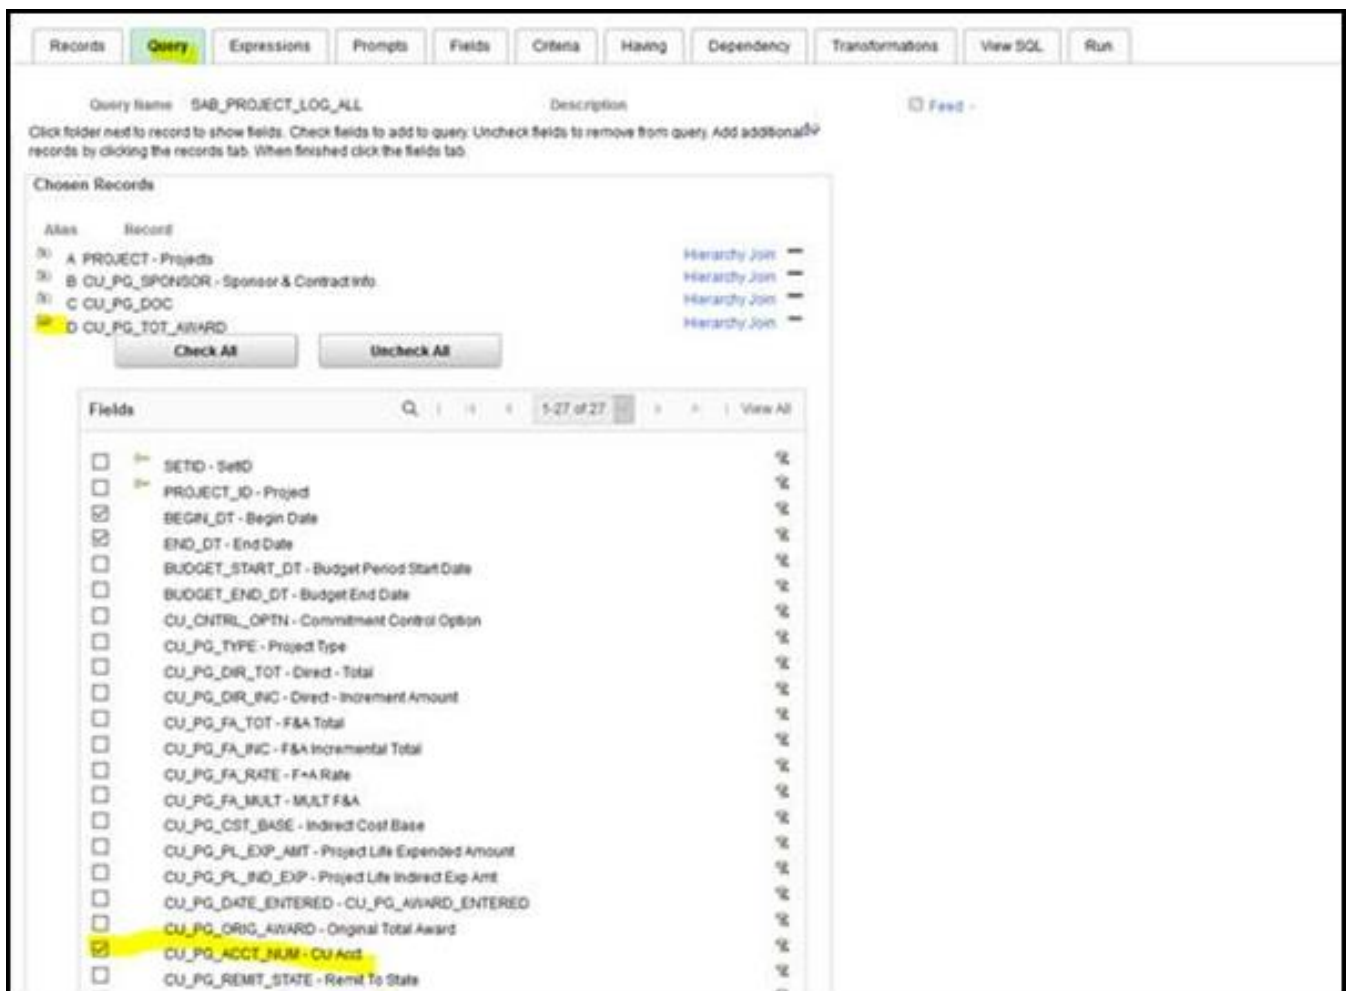 Records Query Expressions Prompts Fields Criteria Having Dependency Transformations View SQL Run
Query Name SAB_PROJECT_LOG_ALL Description Feed
Click folder next to record to show fields. Check fields to add to query. Uncheck fields to remove from query. Add additional
records by clicking the records tab. When finished click the fields tab.
Chosen Records
Alias Record
A PROJECT - Projects Hierarchy Join
B CU_PG_SPONSOR - Sponsor & Contract Info. Hierarchy Join
C CU_PG_DOC Hierarchy Join
D CU_PG_TOT_AWARD Hierarchy Join
Check All Uncheck All
Fields 1-27 of 27 View All
SETID - SetID
PROJECT_ID - Project
BEGIN_DT - Begin Date
END_DT - End Date
BUDGET_START_DT - Budget Period Start Date
BUDGET_END_DT - Budget End Date
CU_CNTRL_OPTN - Commitment Control Option
CU_PG_TYPE - Project Type
CU_PG_DIR_TOT - Direct - Total
CU_PG_DIR_INC - Direct - Increment Amount
CU_PG_FA_TOT - F&A Total
CU_PG_FA_INC - F&A Incremental Total
CU_PG_FA_RATE - F+A Rate
CU_PG_FA_MULT - MULT F&A
CU_PG_CST_BASE - Indirect Cost Base
CU_PG_PL_EXP_AMT - Project Life Expended Amount
CU_PG_PL_IND_EXP - Project Life Indirect Exp Amt
CU_PG_DATE_ENTERED - CU_PG_AWARD_ENTERED
CU_PG_ORIG_AWARD - Original Total Award
CU_PG_ACCT_NUM - CU Acct
CU_PG_REMIT_STATE - Remit To State